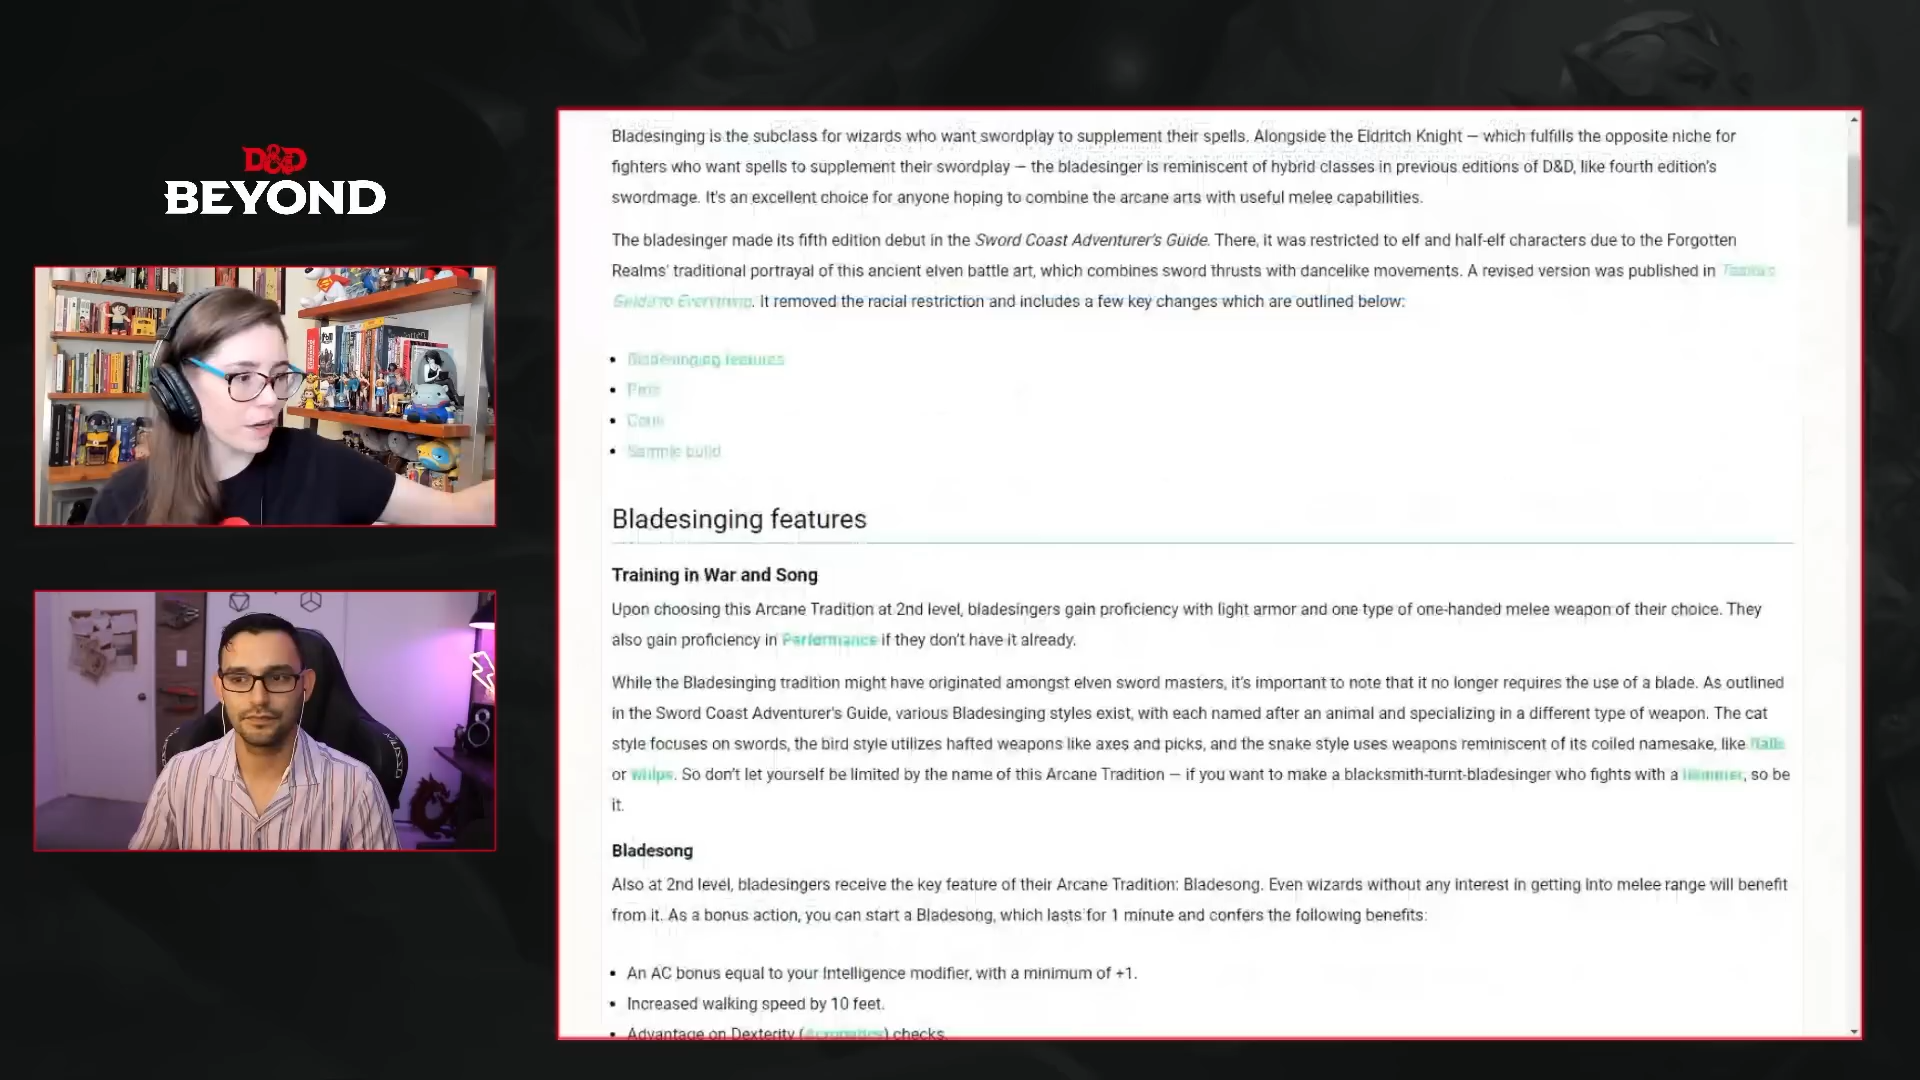 D&D
BEYOND
Bladesinging is the subclass for wizards who want swordplay to supplement their spells. Alongside the Eldritch Knight — which fulfills the opposite niche for
fighters who want spells to supplement their swordplay — the bladesinger is reminiscent of hybrid classes in previous editions of D&D, like fourth edition's
swordmage. It's an excellent choice for anyone hoping to combine the arcane arts with useful melee capabilities.
The bladesinger made its fifth edition debut in the Sword Coast Adventurer's Guide. There, it was restricted to elf and half-elf characters due to the Forgotten
Realms' traditional portrayal of this ancient elven battle art, which combines sword thrusts with dancelike movements. A revised version was published in Tasha's
Guide to Everything. It removed the racial restriction and includes a few key changes which are outlined below:
• Bladesinging features
• Pros
• Cons
• Sample build
Bladesinging features
Training in War and Song
Upon choosing this Arcane Tradition at 2nd level, bladesingers gain proficiency with light armor and one type of one-handed melee weapon of their choice. They
also gain proficiency in Performance if they don't have it already.
While the Bladesinging tradition might have originated amongst elven sword masters, it's important to note that it no longer requires the use of a blade. As outlined
in the Sword Coast Adventurer's Guide, various Bladesinging styles exist, with each named after an animal and specializing in a different type of weapon. The cat
style focuses on swords, the bird style utilizes hafted weapons like axes and picks, and the snake style uses weapons reminiscent of its coiled namesake, like flails
or whips. So don't let yourself be limited by the name of this Arcane Tradition — if you want to make a blacksmith-turnt-bladesinger who fights with a hammer, so be
it.
Bladesong
Also at 2nd level, bladesingers receive the key feature of their Arcane Tradition: Bladesong. Even wizards without any interest in getting into melee range will benefit
from it. As a bonus action, you can start a Bladesong, which lasts for 1 minute and confers the following benefits:
• An AC bonus equal to your Intelligence modifier, with a minimum of +1.
• Increased walking speed by 10 feet.
• Advantage on Dexterity (Acrobatics) checks.